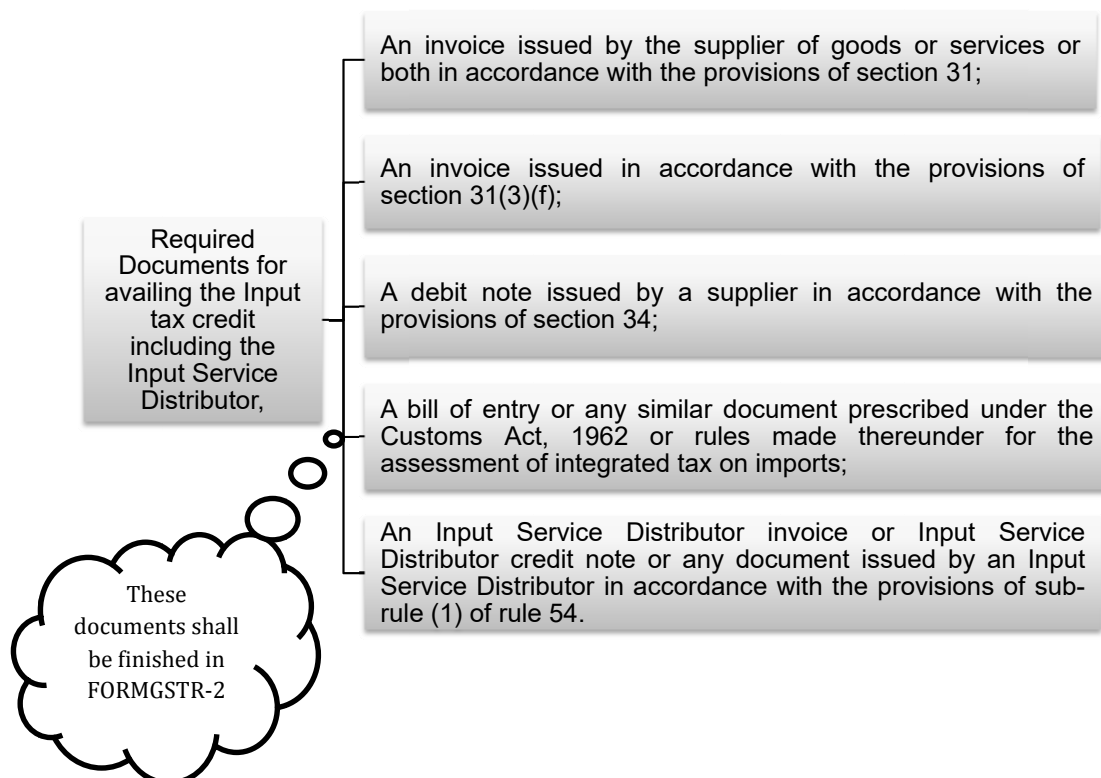 Required
Documents for
availing the Input
tax credit
including the
Input Service
Distributor,
An invoice issued by the supplier of goods or services or
both in accordance with the provisions of section 31;
An invoice issued in accordance with the provisions of
section 31(3)(f);
A debit note issued by a supplier in accordance with the
provisions of section 34;
A bill of entry or any similar document prescribed under the
Customs Act, 1962 or rules made thereunder for the
assessment of integrated tax on imports;
An Input Service Distributor invoice or Input Service
Distributor credit note or any document issued by an Input
Service Distributor in accordance with the provisions of sub-
rule (1) of rule 54.
These
documents shall
be finished in
FORMGSTR-2